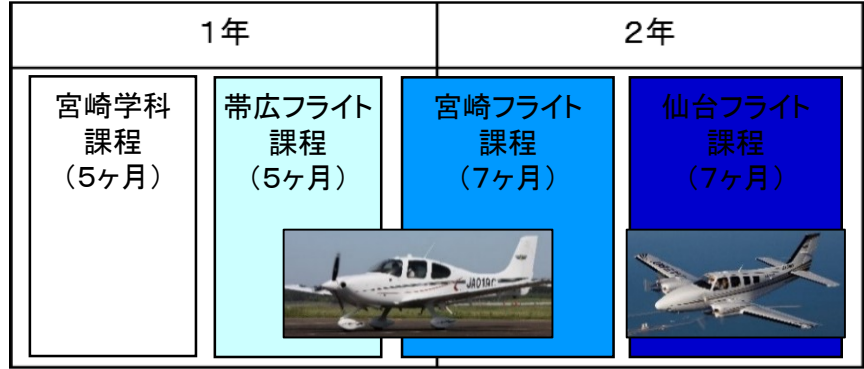 1年
2年
宮崎学科
課程
（5ヶ月）
帯広フライト
課程
（5ヶ月）
宮崎フライト
課程
（7ヶ月）
仙台フライト
課程
（7ヶ月）